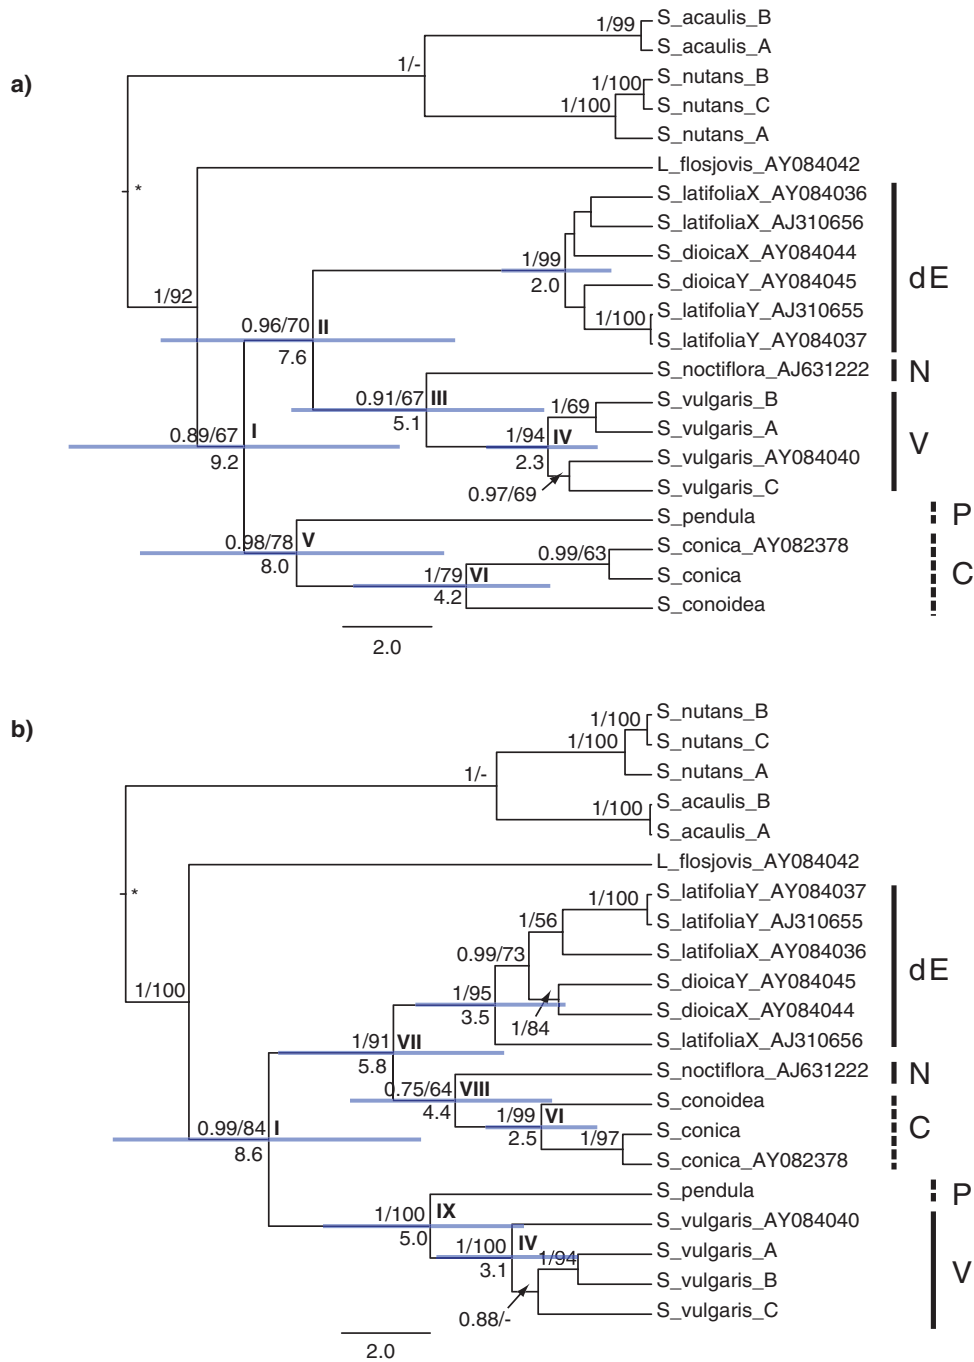 a)
1/99
S_acaulis_B
S_acaulis_A
1/-
1/100
S_nutans_B
1/100
S_nutans_C
S_nutans_A
L_flosjovis_AY084042
*
S_latifoliaX_AY084036
S_latifoliaX_AJ310656
S_dioicaX_AY084044
1/99
2.0
S_dioicaY_AY084045
dE
1/92
S_latifoliaY_AJ310655
1/100
S_latifoliaY_AY084037
0.96/70 II
7.6
S_noctiflora_AJ631222
N
0.91/67 III
5.1
1/69
S_vulgaris_B
S_vulgaris_A
0.89/67 I
9.2
1/94 IV
2.3
V
S_vulgaris_AY084040
0.97/69
S_vulgaris_C
S_pendula
P
0.98/78 V
8.0
0.99/63
S_conica_AY082378
S_conica
C
1/79 VI
4.2
S_conoidea
2.0
b)
1/100
S_nutans_B
1/100
S_nutans_C
S_nutans_A
1/-
S_acaulis_B
1/100
S_acaulis_A
L_flosjovis_AY084042
*
1/100
S_latifoliaY_AY084037
1/56
S_latifoliaY_AJ310655
0.99/73
S_latifoliaX_AY084036
dE
1/100
1/95
3.5
S_dioicaY_AY084045
S_dioicaX_AY084044
1/84
S_latifoliaX_AJ310656
1/91 VII
5.8
S_noctiflora_AJ631222
N
0.75/64 VIII
4.4
S_conoidea
1/99 VI
2.5
C
0.99/84 I
8.6
1/97
S_conica
S_conica_AY082378
S_pendula
P
1/100 IX
5.0
S_vulgaris_AY084040
1/100 IV
3.1
1/94
S_vulgaris_A
V
S_vulgaris_B
0.88/-
S_vulgaris_C
2.0